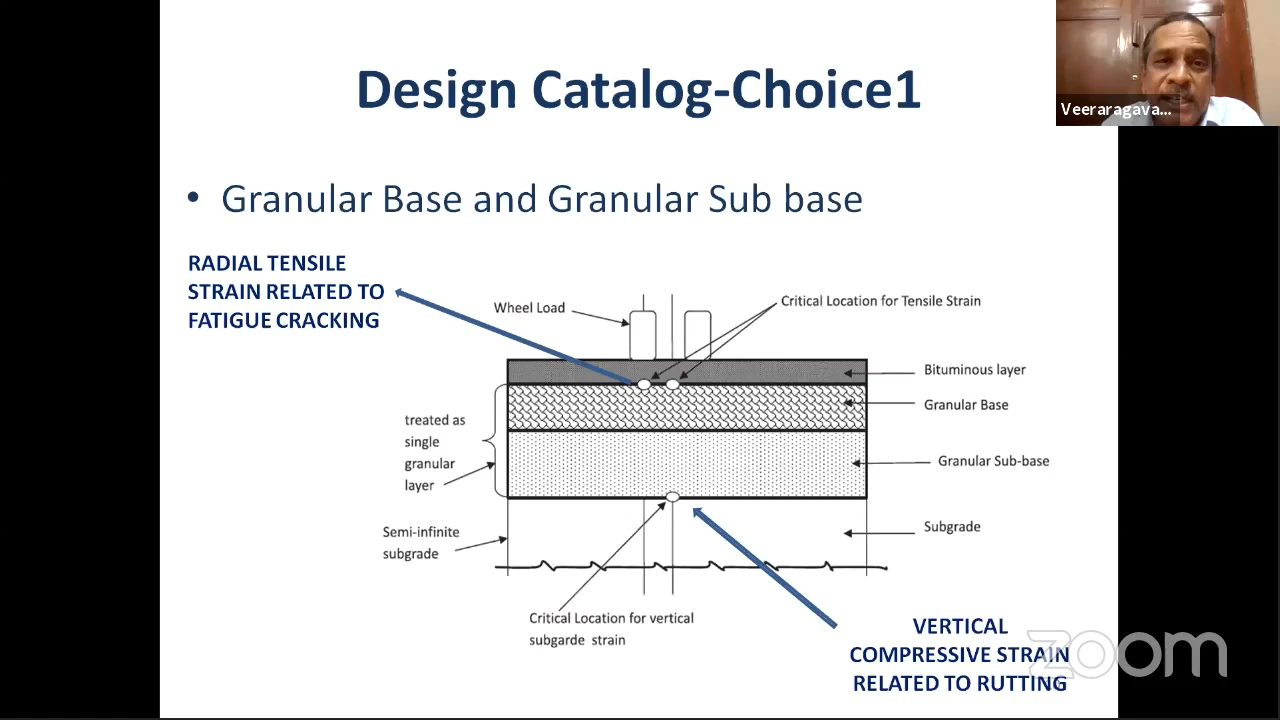 Design Catalog-Choice1
Veeraragava...
• Granular Base and Granular Sub base
RADIAL TENSILE
STRAIN RELATED TO
FATIGUE CRACKING
Wheel Load
Critical Location for Tensile Strain
Bituminous layer
Granular Base
treated as
single
granular
layer
Granular Sub-base
Semi-infinite
subgrade
Subgrade
Critical Location for vertical
subgarde strain
VERTICAL
COMPRESSIVE STRAIN
RELATED TO RUTTING
zoom